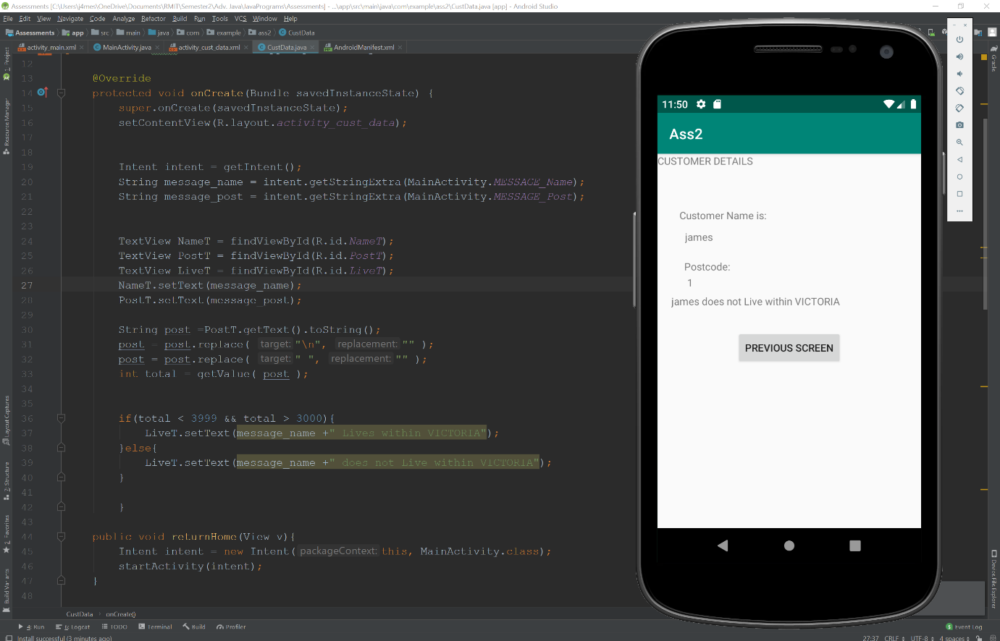 Assessments [C:\Users\j4mes\OneDrive\Documents\RMIT\Semester2\Adv. Java\JavaPrograms\Assessments] - ...\app\src\main\java\com\example\ass2\CustData.java [app] - Android Studio
File Edit View Navigate Code Analyze Refactor Build Run Tools VCS Window Help
Assessments app src main java com example ass2 CustData
activity_main.xml MainActivity.java activity_cust_data.xml CustData.java AndroidManifest.xml
12
13 @Override
14 protected void onCreate(Bundle savedInstanceState) {
15 super.onCreate(savedInstanceState);
16 setContentView(R.layout.activity_cust_data);
17
18
19 Intent intent = getIntent();
20 String message_name = intent.getStringExtra(MainActivity.MESSACE_Name);
21 String message_post = intent.getStringExtra(MainActivity.MESSAGE_Post);
22
23
24 TextView NameT = findViewById(R.id.NameT);
25 TextView PostT = findViewById(R.id.PostT);
26 TextView LiveT = findViewById(R.id.LiveT);
27 NameT.setText(message_name);
28 PostT.setText(message_post);
29
30 String post =PostT.getText().toString();
31 post = post.replace( target: "\n", replacement: "" );
32 post = post.replace( target: " ", replacement: "" );
33 int total = getValue( post );
34
35
36 if(total < 3999 && total > 3000){
37 LiveT.setText(message_name +" Lives within VICTORIA");
38 }else{
39 LiveT.setText(message_name +" does not Live within VICTORIA");
40 }
41
42 }
43
44 public void returnHome(View v){
45 Intent intent = new Intent( packageContext: this, MainActivity.class);
46 startActivity(intent);
47 }
48
CustData onCreate()
4: Run 6: Logcat TODO Terminal Build Profiler
Event Log
Install successful (3 minutes ago)
27:37 CRLF UTF-8 4 spaces
1: Project
Resource Manager
Layout Captures
7: Structure
2: Favorites
Build Variants
Gradle
Device File Explorer
11:50
Ass2
CUSTOMER DETAILS
Customer Name is:
james
Postcode:
1
james does not Live within VICTORIA
PREVIOUS SCREEN